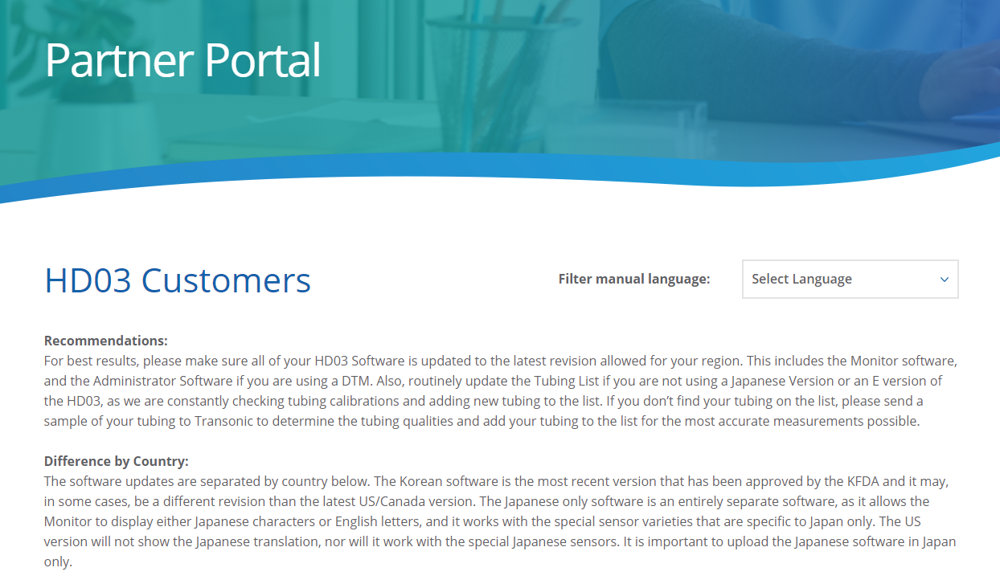 Partner Portal
HD03 Customers
Filter manual language:
Select Language
Recommendations:
For best results, please make sure all of your HD03 Software is updated to the latest revision allowed for your region. This includes the Monitor software,
and the Administrator Software if you are using a DTM. Also, routinely update the Tubing List if you are not using a Japanese Version or an E version of
the HD03, as we are constantly checking tubing calibrations and adding new tubing to the list. If you don’t find your tubing on the list, please send a
sample of your tubing to Transonic to determine the tubing qualities and add your tubing to the list for the most accurate measurements possible.
Difference by Country:
The software updates are separated by country below. The Korean software is the most recent version that has been approved by the KFDA and it may,
in some cases, be a different revision than the latest US/Canada version. The Japanese only software is an entirely separate software, as it allows the
Monitor to display either Japanese characters or English letters, and it works with the special sensor varieties that are specific to Japan only. The US
version will not show the Japanese translation, nor will it work with the special Japanese sensors. It is important to upload the Japanese software in Japan
only.